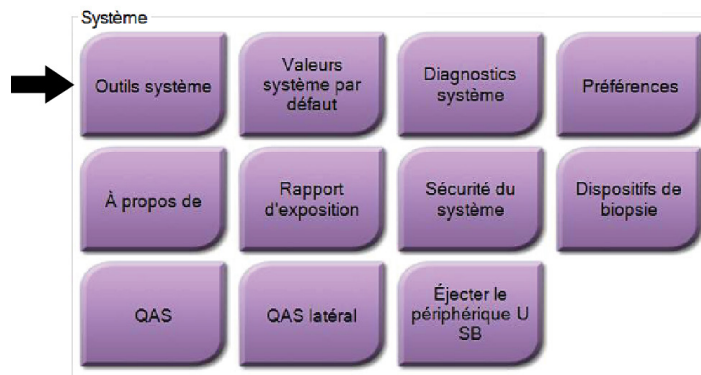 Système
Outils système
Valeurs
système par
défaut
Diagnostics
système
Préférences
À propos de
Rapport
d'exposition
Sécurité du
système
Dispositifs de
biopsie
QAS
QAS latéral
Éjecter le
périphérique U
SB